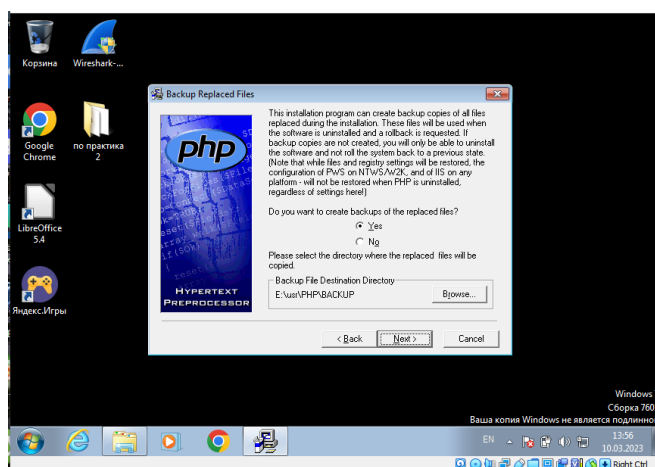 Корзина
Wireshark-...
Google
Chrome
по практика
2
LibreOffice
5.4
Яндекс.Игры
Backup Replaced Files
php
HYPERTEXT
PREPROCESSOR
This installation program can create backup copies of all files
replaced during the installation. These files will be used when
the software is uninstalled and a rollback is requested. If
backup copies are not created, you will only be able to uninstall
the software and not roll the system back to a previous state.
(Note that while files and registry settings will be restored, the
configuration of PWS on NTWS/W2K, and of IIS on any
platform - will not be restored when PHP is uninstalled,
regardless of settings here!)
Do you want to create backups of the replaced files?
Yes
No
Please select the directory where the replaced files will be
copied.
Backup File Destination Directory
E:\usr\PHP\BACKUP
Browse...
< Back
Next >
Cancel
Windows
Сборка 760
Ваша копия Windows не является подлинно
EN
13:56
10.03.2023
Right Ctrl